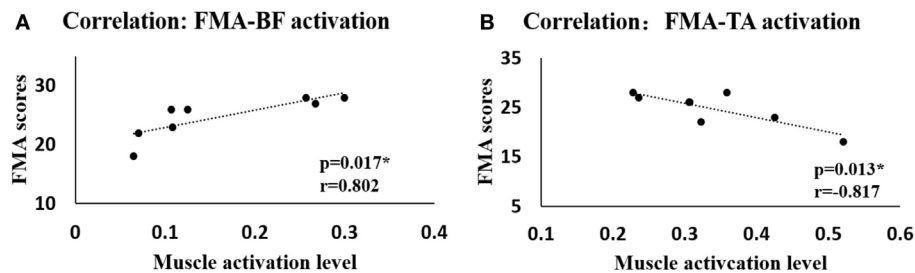 A Correlation: FMA-BF activation
FMA scores
30
20
10
p=0.017*
r=0.802
0 0.1 0.2 0.3 0.4
Muscle activation level
B Correlation： FMA-TA activation
FMA scores
35
25
15
5
p=0.013*
r=-0.817
0.1 0.2 0.3 0.4 0.5 0.6
Muscle activcation level